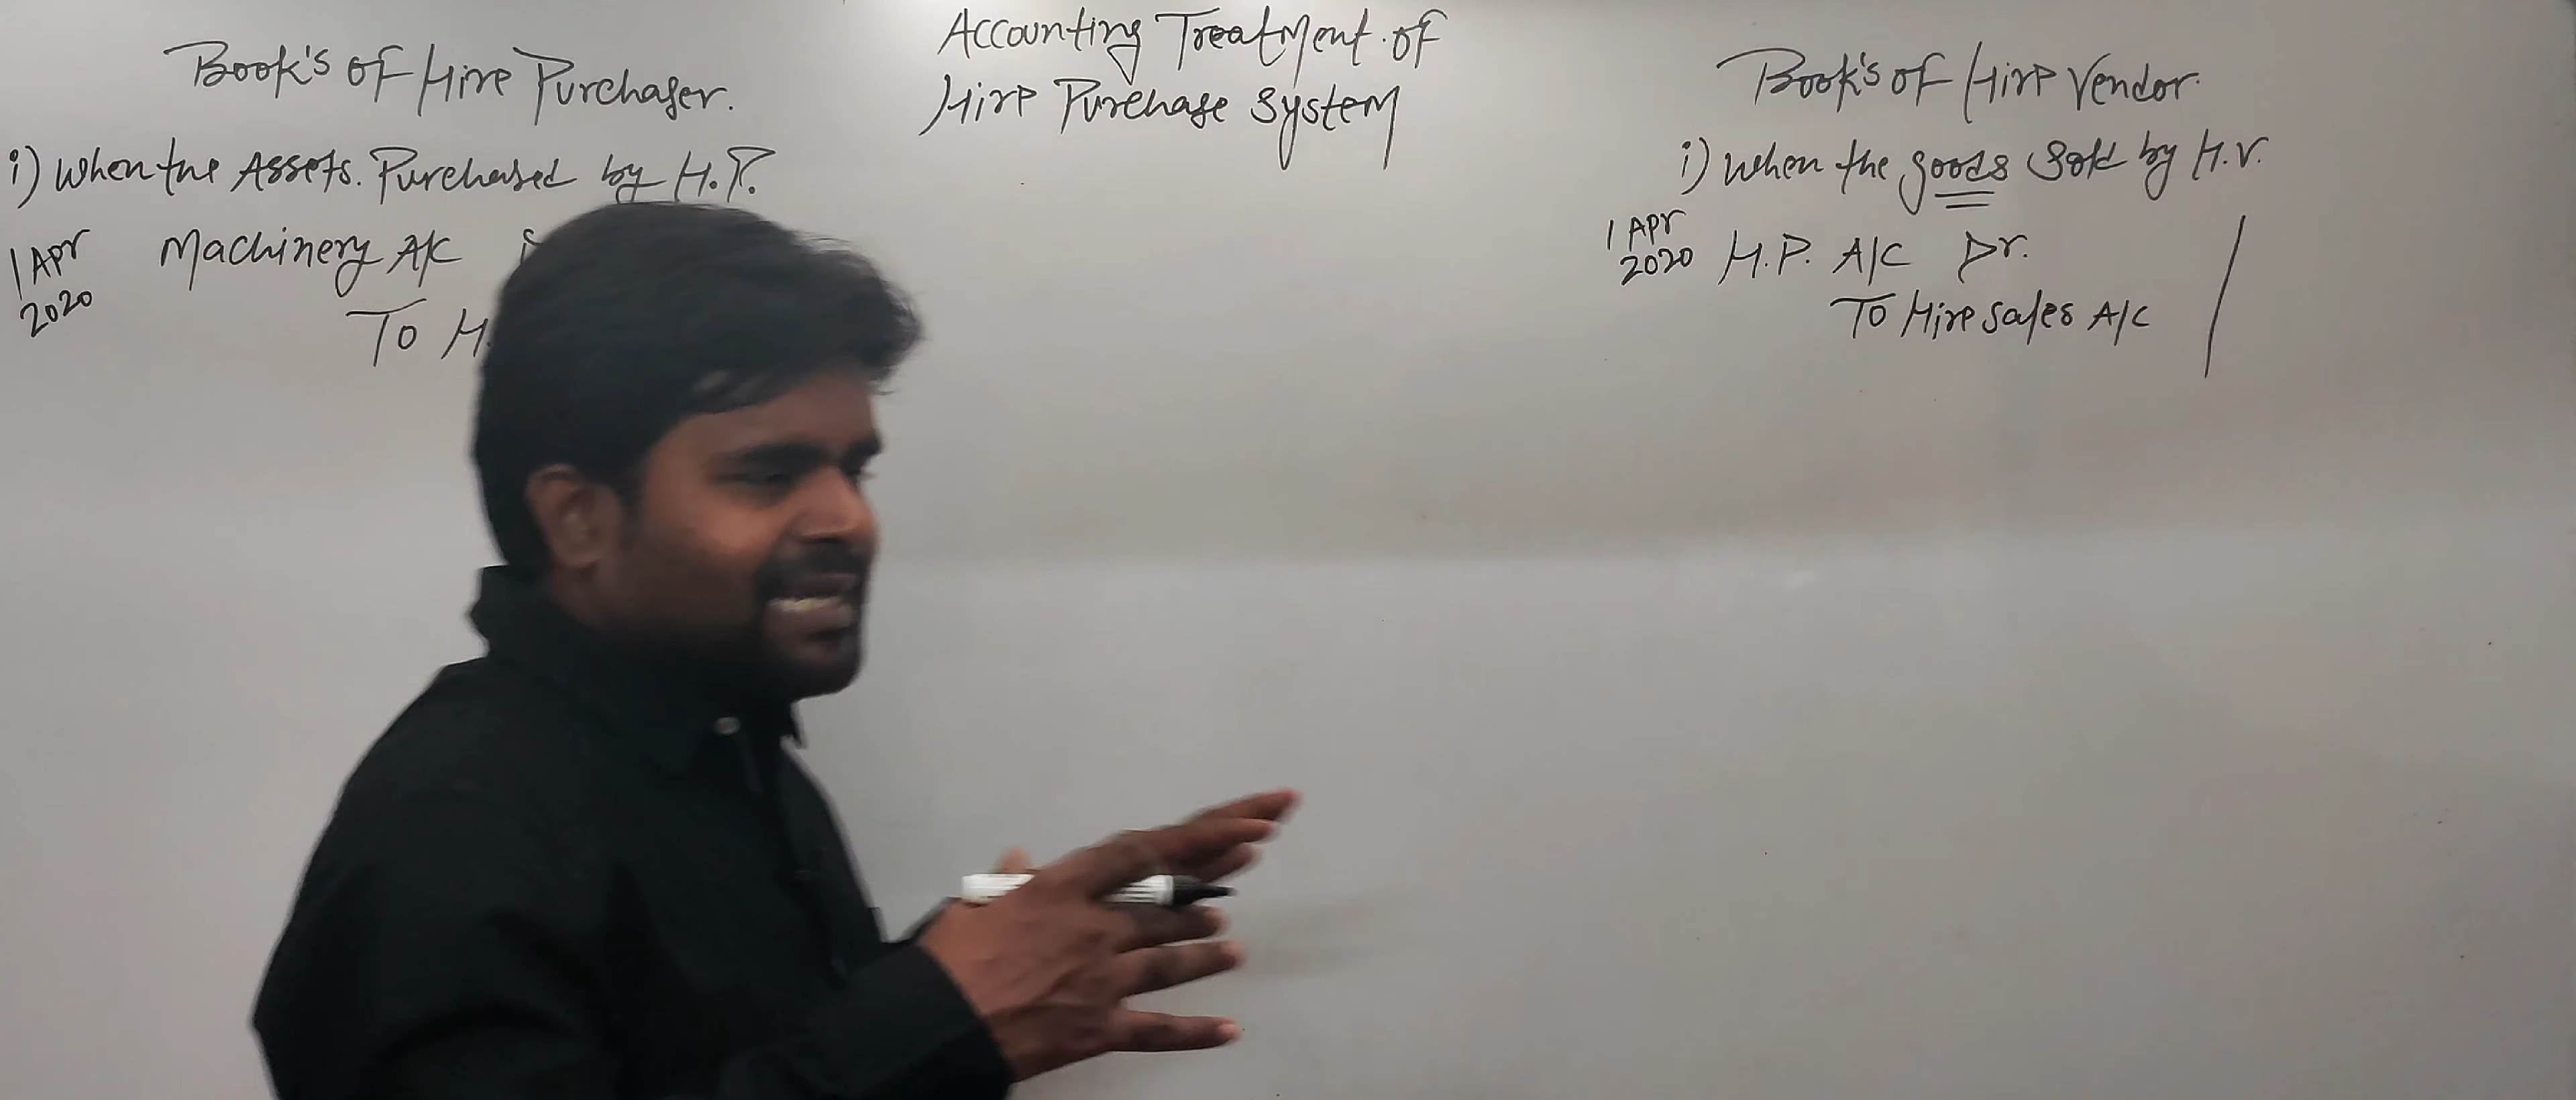 Accounting Treatment of
Hire Purchase System
Book's of Hire Purchaser.
i) When the Assets. Purchased by H.P.
1 Apr
2020
Machinery A/c
To H.
Book's of Hire Vendor.
i) When the goods Sold by H.V.
1 Apr
2020
H.P. A/C Dr.
To Hire Sales A/C